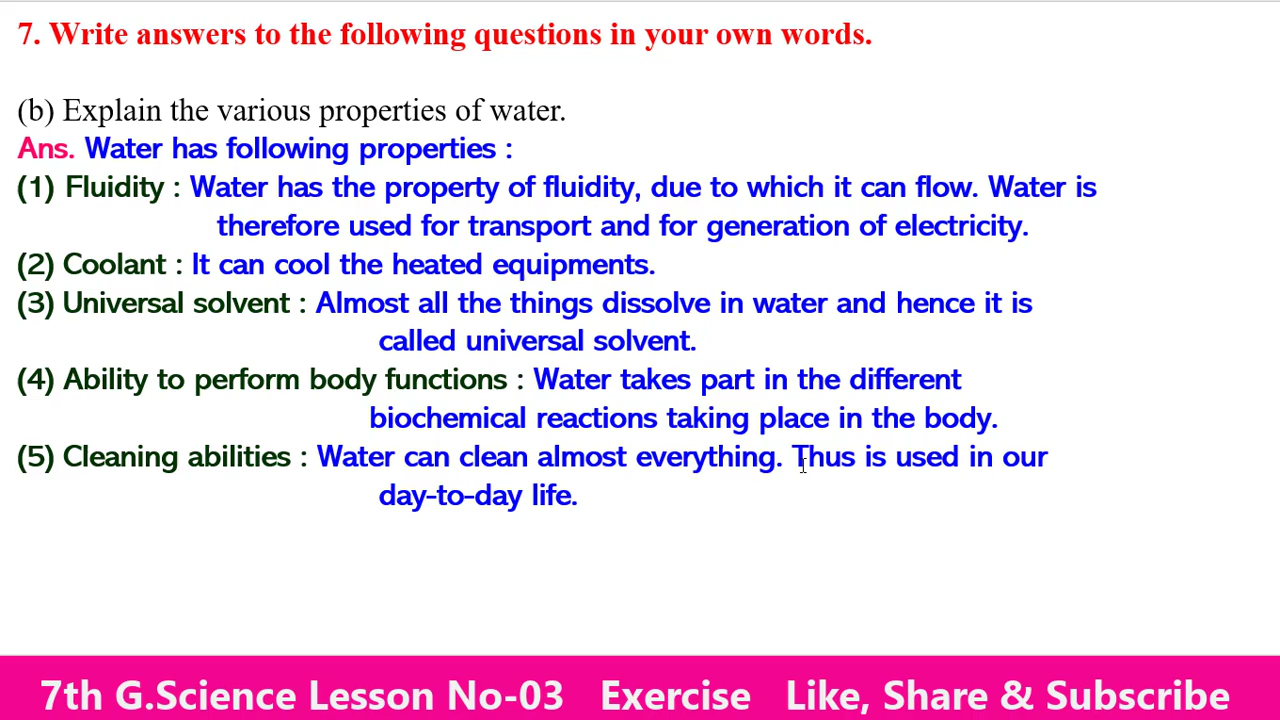 7. Write answers to the following questions in your own words.
(b) Explain the various properties of water.
Ans. Water has following properties :
(1) Fluidity : Water has the property of fluidity, due to which it can flow. Water is
therefore used for transport and for generation of electricity.
(2) Coolant : It can cool the heated equipments.
(3) Universal solvent : Almost all the things dissolve in water and hence it is
called universal solvent.
(4) Ability to perform body functions : Water takes part in the different
biochemical reactions taking place in the body.
(5) Cleaning abilities : Water can clean almost everything. Thus is used in our
day-to-day life.
7th G.Science Lesson No-03 Exercise Like, Share & Subscribe